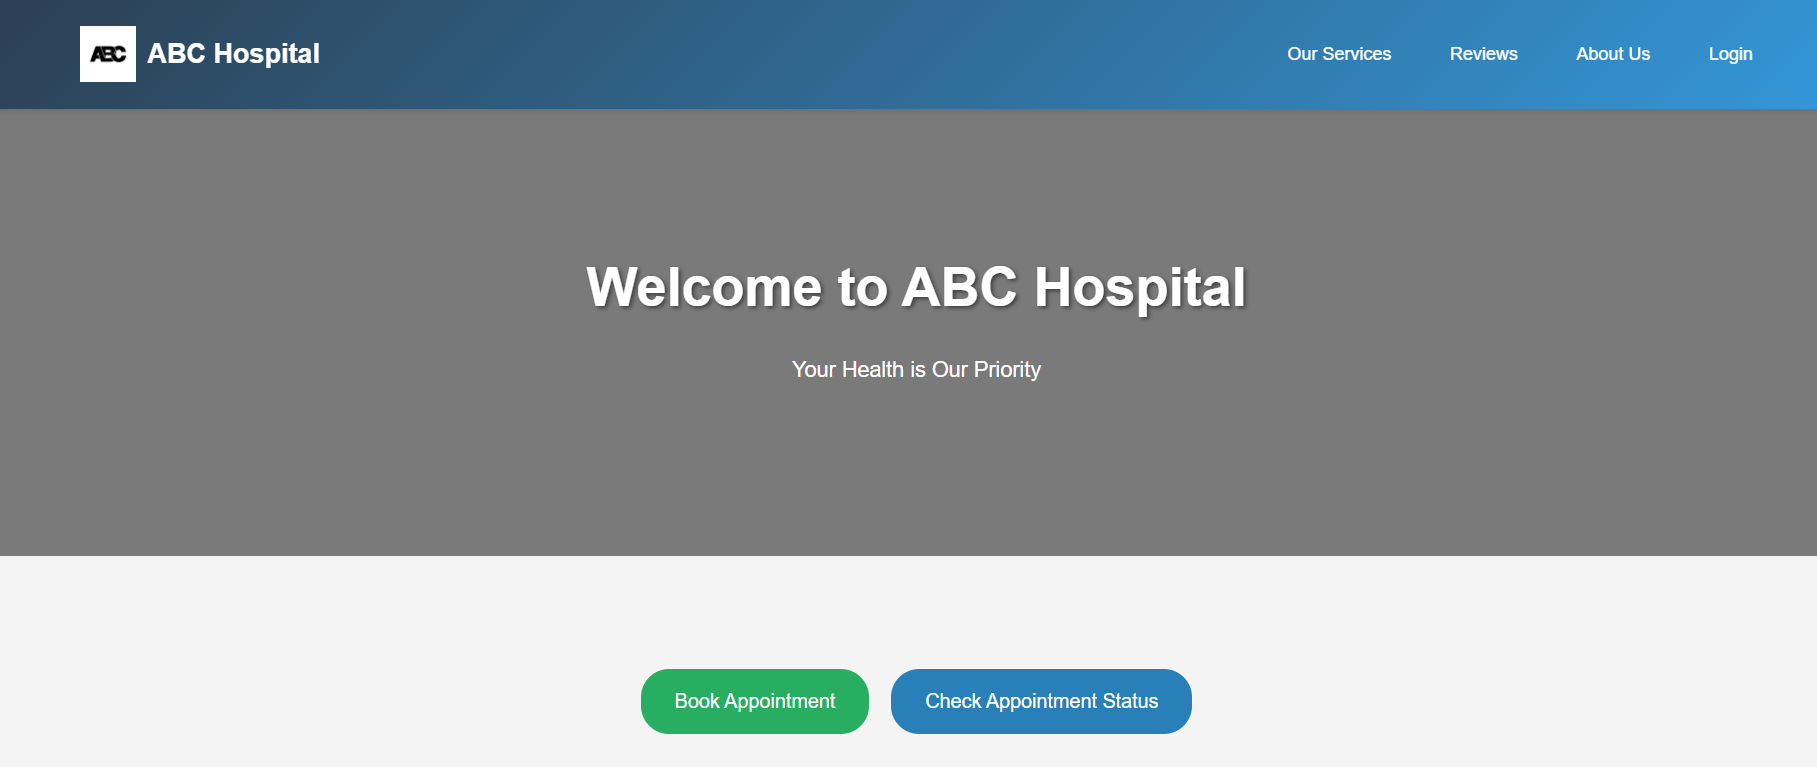 ABC
ABC Hospital
Our Services
Reviews
About Us
Login
Welcome to ABC Hospital
Your Health is Our Priority
Book Appointment
Check Appointment Status